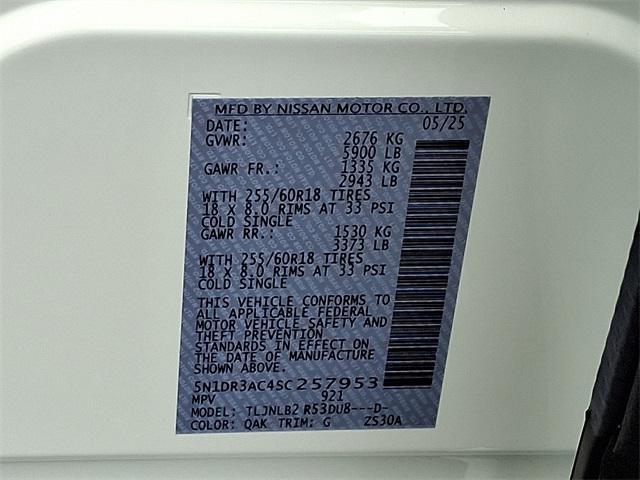 MFD BY NISSAN MOTOR CO., LTD.
DATE: 05/25
GVWR: 2676 KG
5900 LB
GAWR FR.: 1335 KG
2943 LB
WITH 255/60R18 TIRES
18 X 8.0 RIMS AT 33 PSI
COLD SINGLE
GAWR RR.: 1530 KG
3373 LB
WITH 255/60R18 TIRES
18 X 8.0 RIMS AT 33 PSI
COLD SINGLE
THIS VEHICLE CONFORMS TO
ALL APPLICABLE FEDERAL
MOTOR VEHICLE SAFETY AND
THEFT PREVENTION
STANDARDS IN EFFECT ON
THE DATE OF MANUFACTURE
SHOWN ABOVE.
5N1DR3AC4SC257953
MPV 921
MODEL: TLJNLB2 R53DU8---D-
COLOR: QAK TRIM: G ZS30A